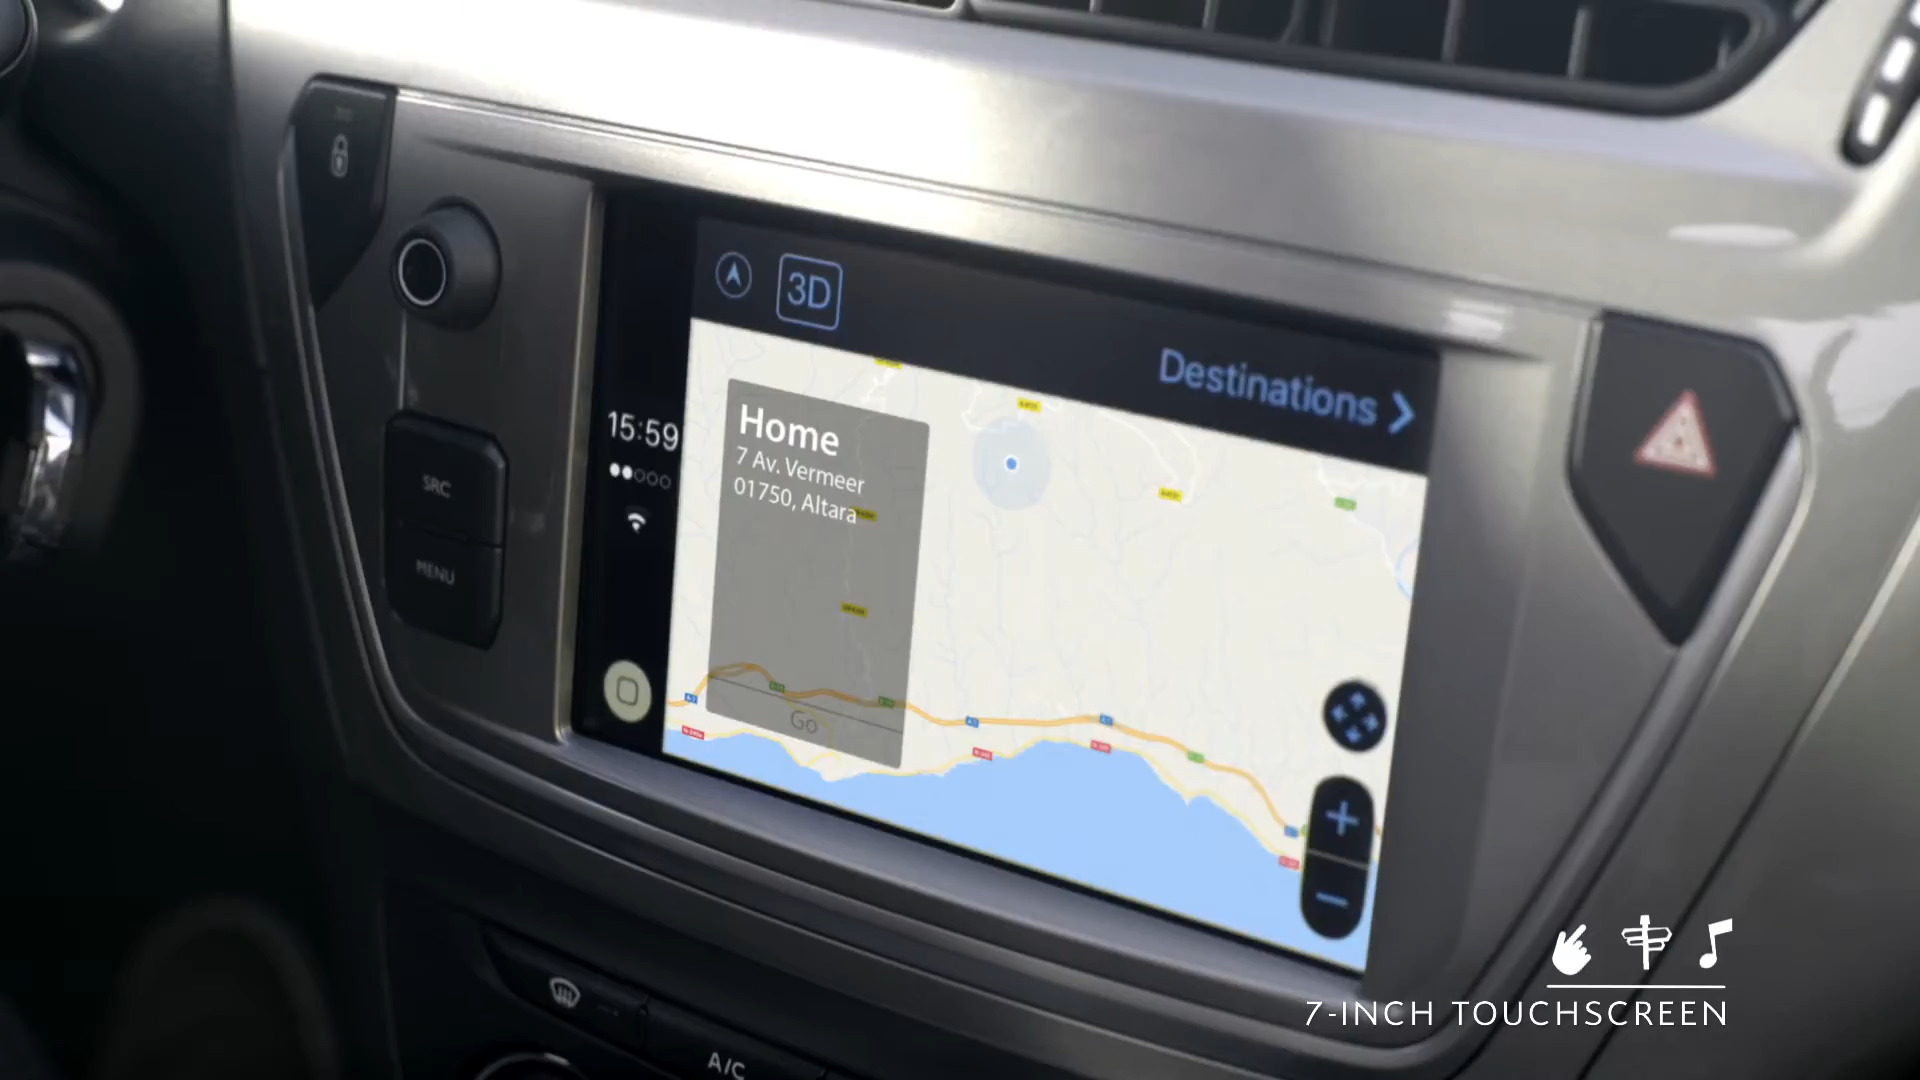 3D
Destinations
15:59
Home
7 Av. Vermeer
01750, Altara
Go
SRC
MENU
A/C
7-INCH TOUCHSCREEN